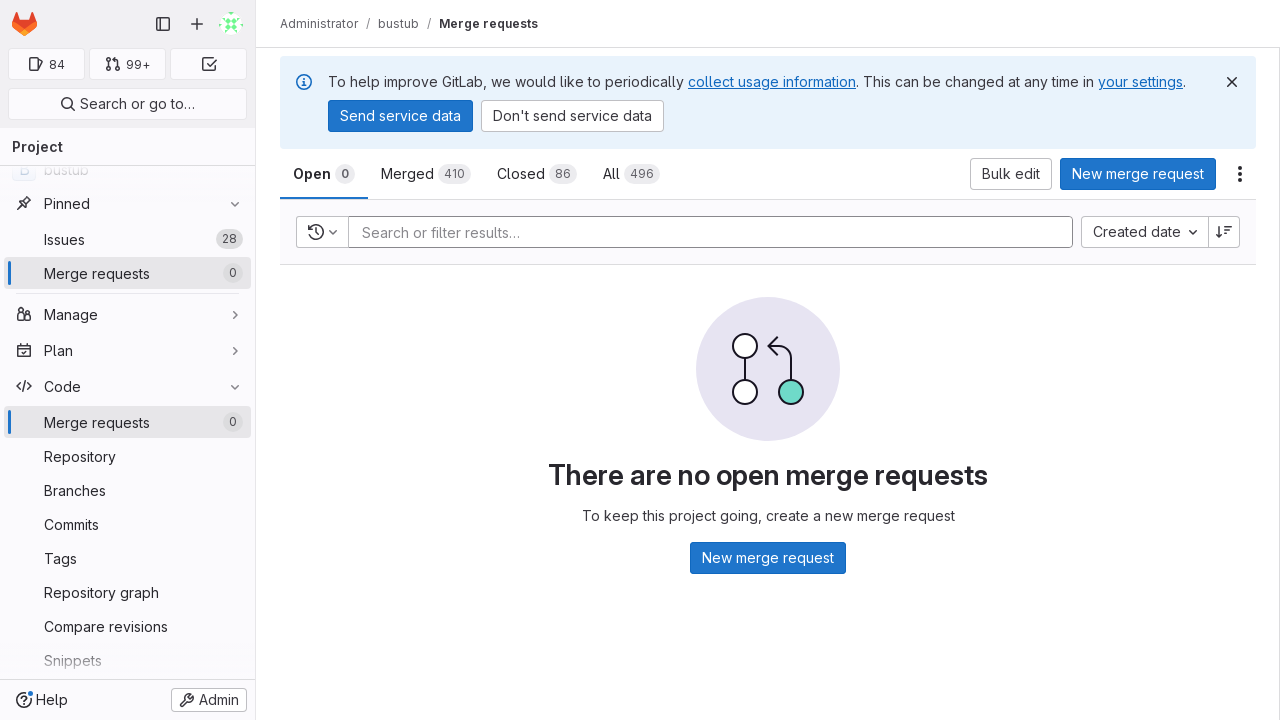 84
99+
Search or go to…
Project
bustub
Pinned
Issues 28
Merge requests 0
Manage
Plan
Code
Merge requests 0
Repository
Branches
Commits
Tags
Repository graph
Compare revisions
Snippets
Help
Admin
Administrator / bustub / Merge requests
To help improve GitLab, we would like to periodically collect usage information. This can be changed at any time in your settings.
Send service data Don't send service data
Open 0 Merged 410 Closed 86 All 496 Bulk edit New merge request
Search or filter results… Created date
There are no open merge requests
To keep this project going, create a new merge request
New merge request